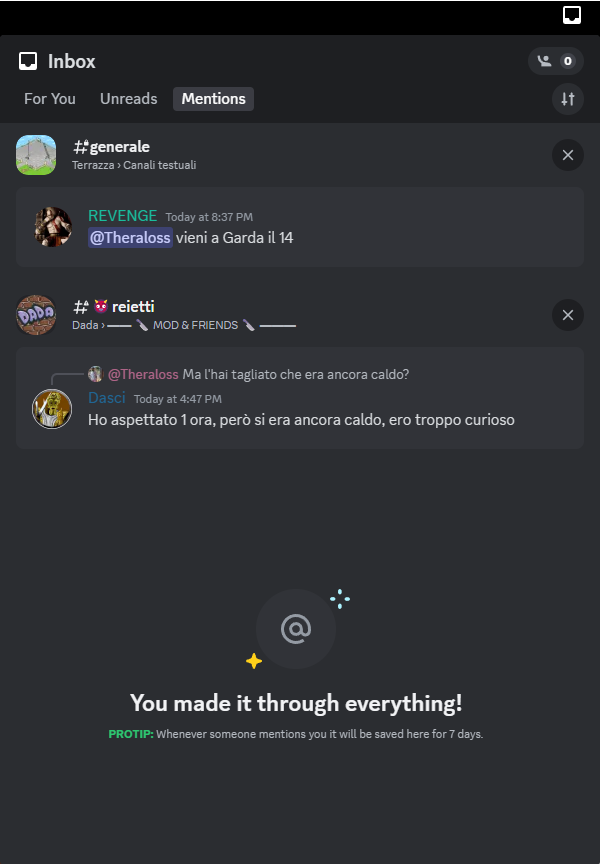 Inbox
0
For You Unreads Mentions
generale
Terrazza › Canali testuali
REVENGE Today at 8:37 PM
@Theraloss vieni a Garda il 14
DADA
😈 reietti
Dada › —— 🔪 MOD & FRIENDS 🔪 ———
@Theraloss Ma l'hai tagliato che era ancora caldo?
Dasci Today at 4:47 PM
Ho aspettato 1 ora, però si era ancora caldo, ero troppo curioso
@
You made it through everything!
PROTIP: Whenever someone mentions you it will be saved here for 7 days.